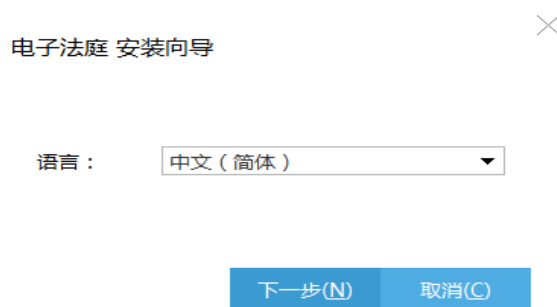 电子法庭 安装向导
语言：
中文（简体）
下一步(N)
取消(C)